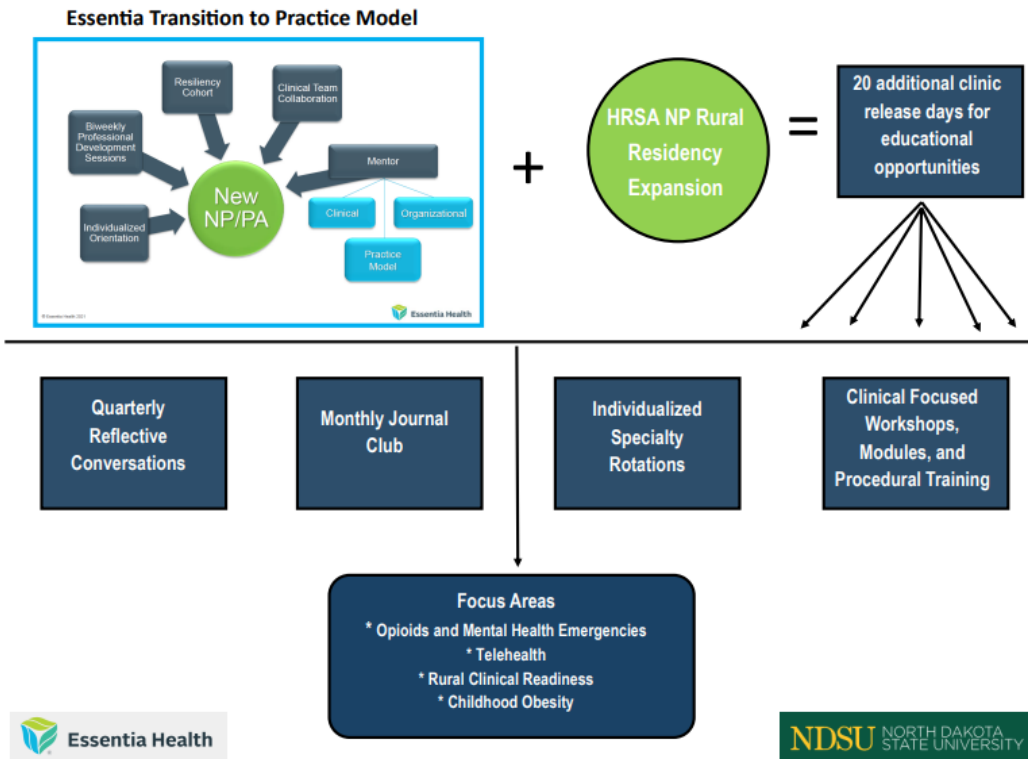 Essentia Transition to Practice Model
Resiliency
Cohort
Clinical Team
Collaboration
Biweekly
Professional
Development
Sessions
Mentor
New
NP/PA
Clinical
Organizational
Individualized
Orientation
Practice
Model
© Essentia Health 2021
Essentia Health
+
HRSA NP Rural
Residency
Expansion
=
20 additional clinic
release days for
educational
opportunities
Quarterly
Reflective
Conversations
Monthly Journal
Club
Individualized
Specialty
Rotations
Clinical Focused
Workshops,
Modules, and
Procedural Training
Focus Areas
* Opioids and Mental Health Emergencies
* Telehealth
* Rural Clinical Readiness
* Childhood Obesity
Essentia Health
NDSU NORTH DAKOTA
STATE UNIVERSITY